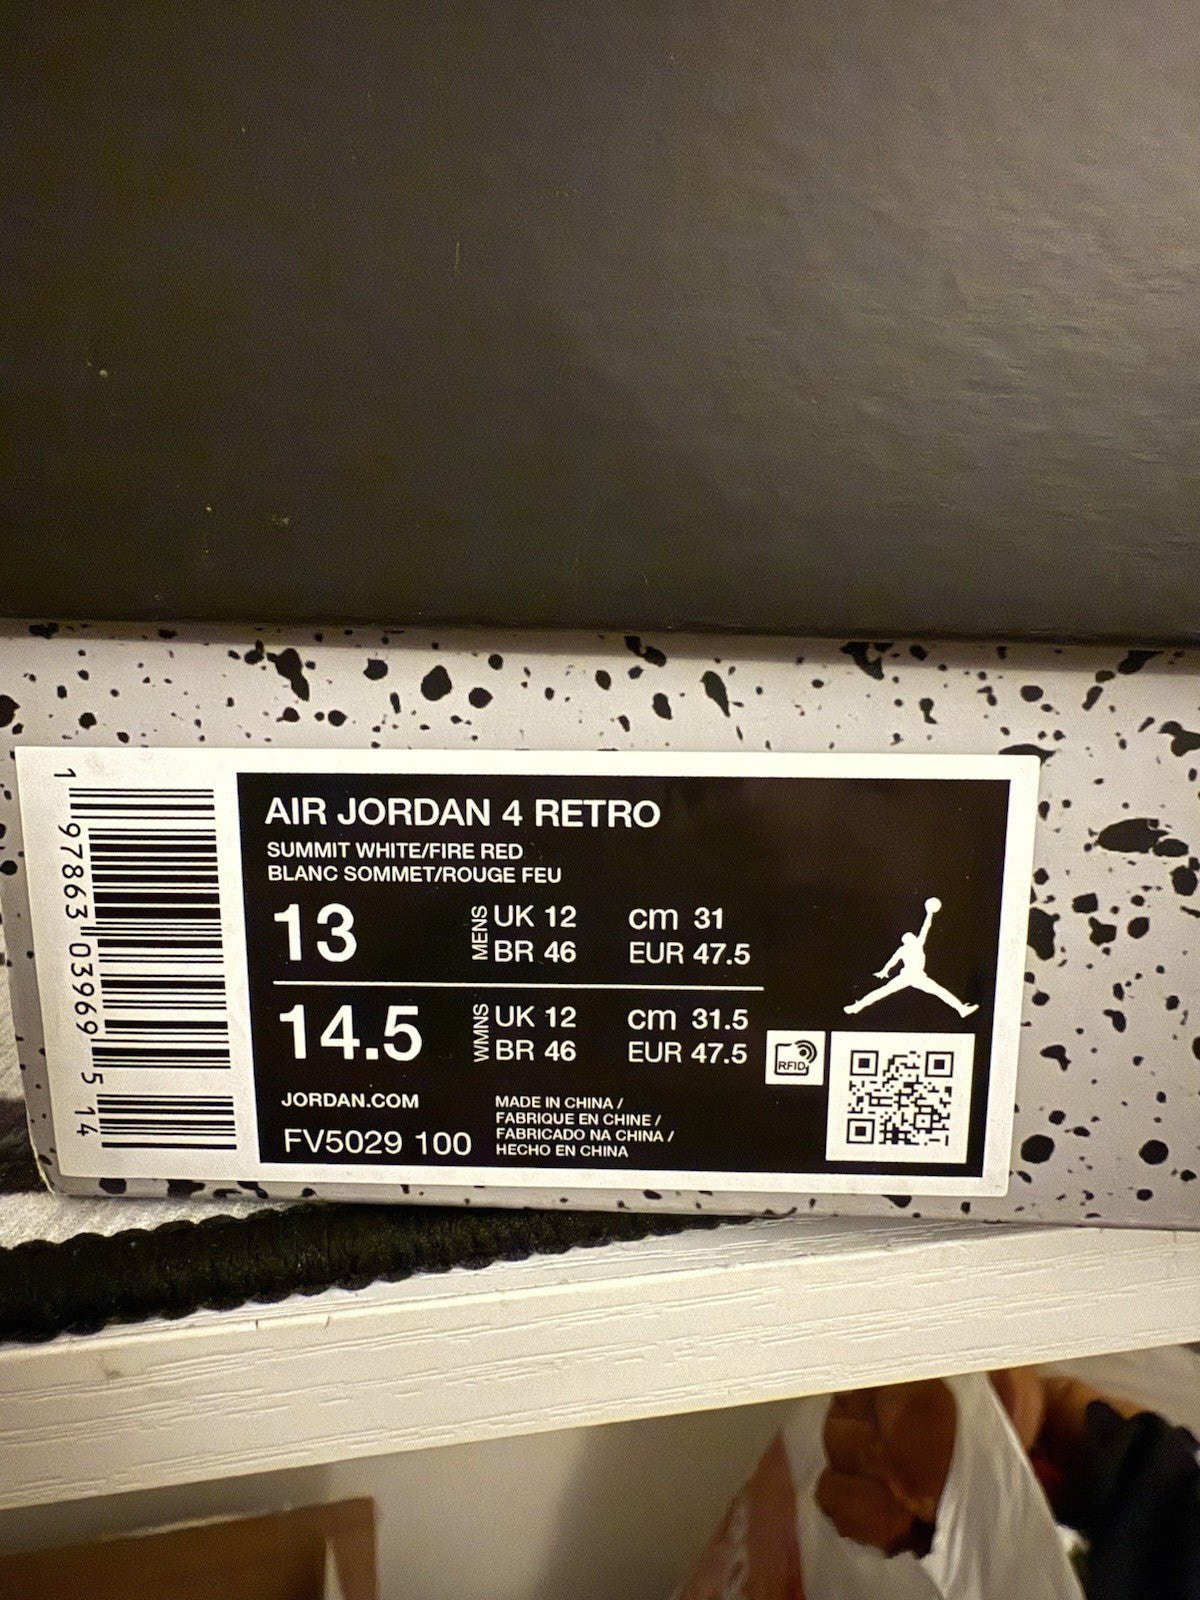 1 97863 03969 5 14
AIR JORDAN 4 RETRO
SUMMIT WHITE/FIRE RED
BLANC SOMMET/ROUGE FEU
13 MENS UK 12 cm 31
BR 46 EUR 47.5
14.5 WMNS UK 12 cm 31.5
BR 46 EUR 47.5
RFID
JORDAN.COM
FV5029 100
MADE IN CHINA /
FABRIQUE EN CHINE /
FABRICADO NA CHINA /
HECHO EN CHINA